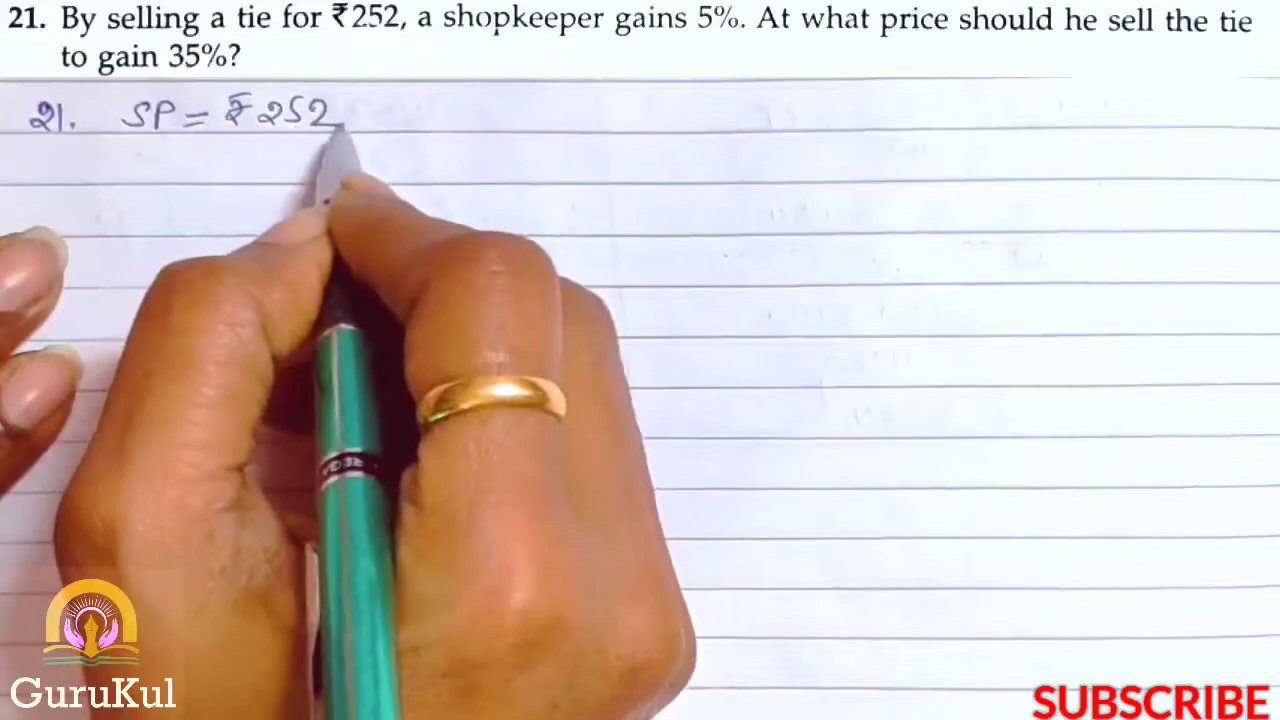 21. By selling a tie for ₹252, a shopkeeper gains 5%. At what price should he sell the tie
to gain 35%?
21. SP = ₹252
GuruKul
SUBSCRIBE